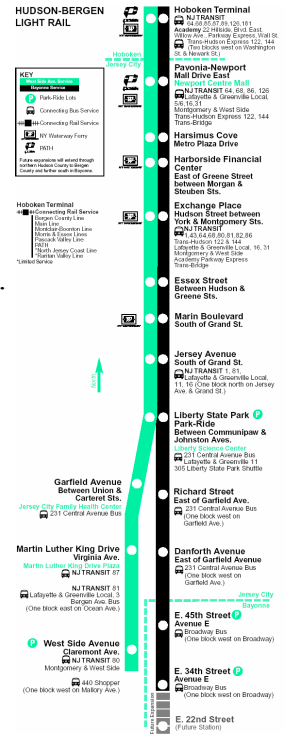 HUDSON-BERGEN
LIGHT RAIL
KEY
West Side Ave. Service
Bayonne Service
P Park-Ride Lots
Connecting Bus Service
Connecting Rail Service
NY Waterway Ferry
PATH
Future expansions will extend through
northern Hudson County to Bergen
County and further south in Bayonne.
Hoboken Terminal
Connecting Rail Service
Bergen County Line
Main Line
Montclair-Boonton Line
Morris & Essex Lines
Pascack Valley Line
PATH
*North Jersey Coast Line
*Raritan Valley Line
*Limited Service
North
Hoboken
Jersey City
Hoboken Terminal
NJ TRANSIT
64,68,85,87,89,126,181
Academy 22 Hillside, Blvd. East,
Willow Ave., Parkway Express, Wall St.
Trans-Hudson Express 122, 144
(Two blocks west on Washington
St. & Newark St.)
Pavonia-Newport
Mall Drive East
Newport Centre Mall
NJ TRANSIT 64, 68, 86, 126
Lafayette & Greenville Local,
5/6,16,31
Montgomery & West Side
Trans-Hudson Express 122, 144
Trans-Bridge
Harsimus Cove
Metro Plaza Drive
Harborside Financial
Center
East of Greene Street
between Morgan &
Steuben Sts.
Exchange Place
Hudson Street between
York & Montgomery Sts.
NJ TRANSIT
1,43,64,68,80,81,82,86
Trans-Hudson 122 & 144
Lafayette & Greenville Local, 16, 31
Montgomery & West Side
Academy Parkway Express
Trans-Bridge
Essex Street
Between Hudson &
Greene Sts.
Marin Boulevard
South of Grand St.
Jersey Avenue
South of Grand St.
NJ TRANSIT 1, 81,
Lafayette & Greenville Local,
11, 16 (One block north on Jersey
Ave. & Grand St.)
Liberty State Park P
Park-Ride
Between Communipaw &
Johnston Aves.
Liberty Science Center
231 Central Avenue Bus
Lafayette & Greenville 11
305 Liberty State Park Shuttle
Garfield Avenue
Between Union &
Carteret Sts.
Jersey City Family Health Center
231 Central Avenue Bus
Richard Street
East of Garfield Ave.
231 Central Avenue Bus
(One block west on
Garfield Ave.)
Martin Luther King Drive
Virginia Ave.
Martin Luther King Drive Plaza
NJ TRANSIT 87
NJ TRANSIT 81
Lafayette & Greenville Local, 3
Bergen Ave. Bus
(One block east on Ocean Ave.)
Danforth Avenue
East of Garfield Avenue
231 Central Avenue Bus
(One block west on
Garfield Ave.)
Jersey City
Bayonne
P West Side Avenue
Claremont Ave.
NJ TRANSIT 80
Montgomery & West Side
440 Shopper
(One block west on Mallory Ave.)
E. 45th Street P
Avenue E
Broadway Bus
(One block west on Broadway)
E. 34th Street P
Avenue E
Broadway Bus
(One block west on Broadway)
Future Expansion
E. 22nd Street
(Future Station)